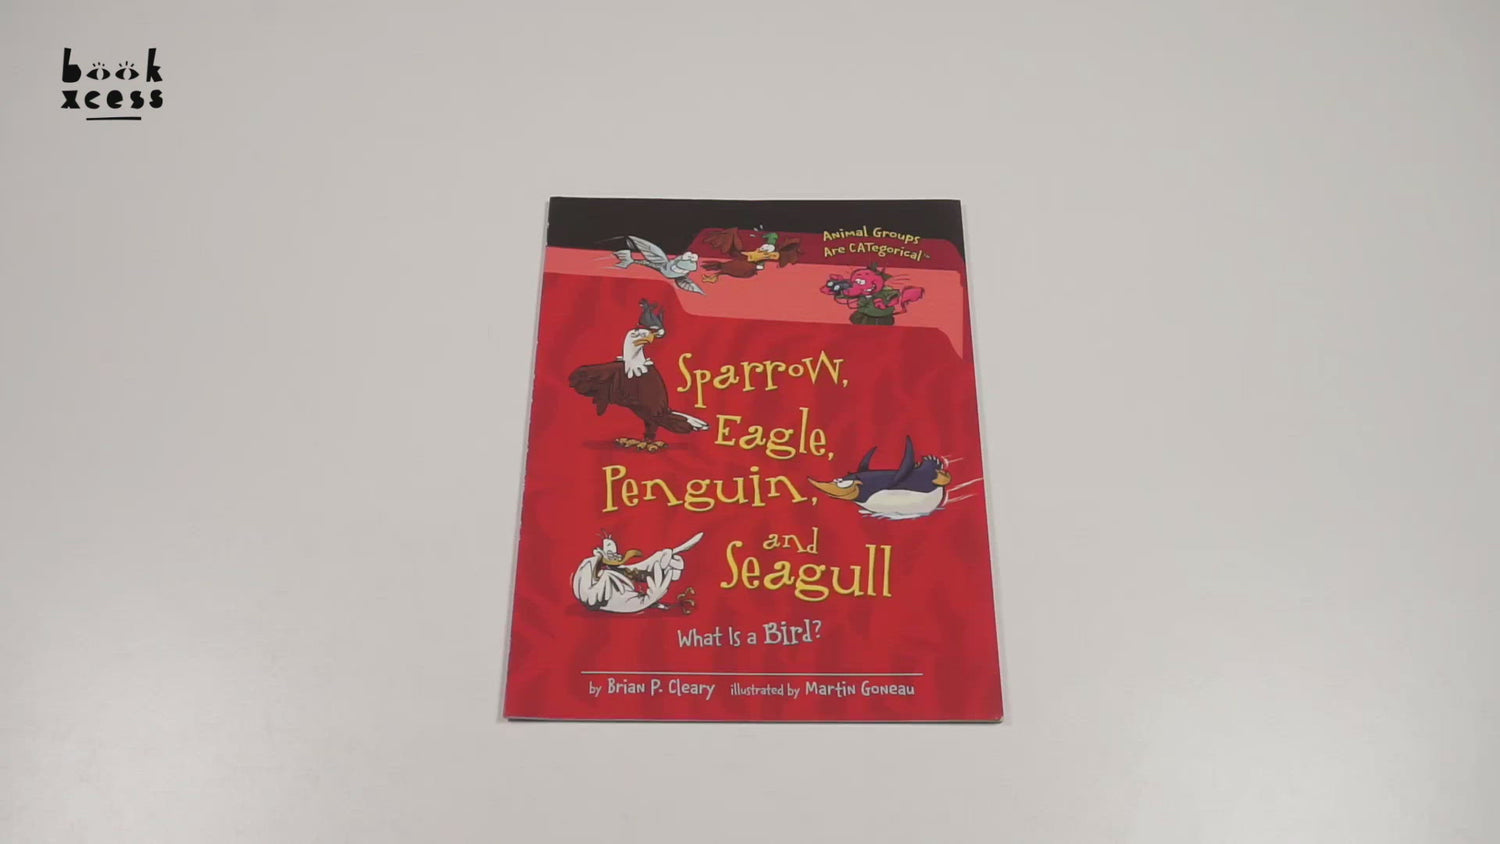 book
xcess
Animal Groups
Are CATegorical™
Sparrow,
Eagle,
Penguin,
and
Seagull
What Is a Bird?
by Brian P. Cleary illustrated by Martin Goneau